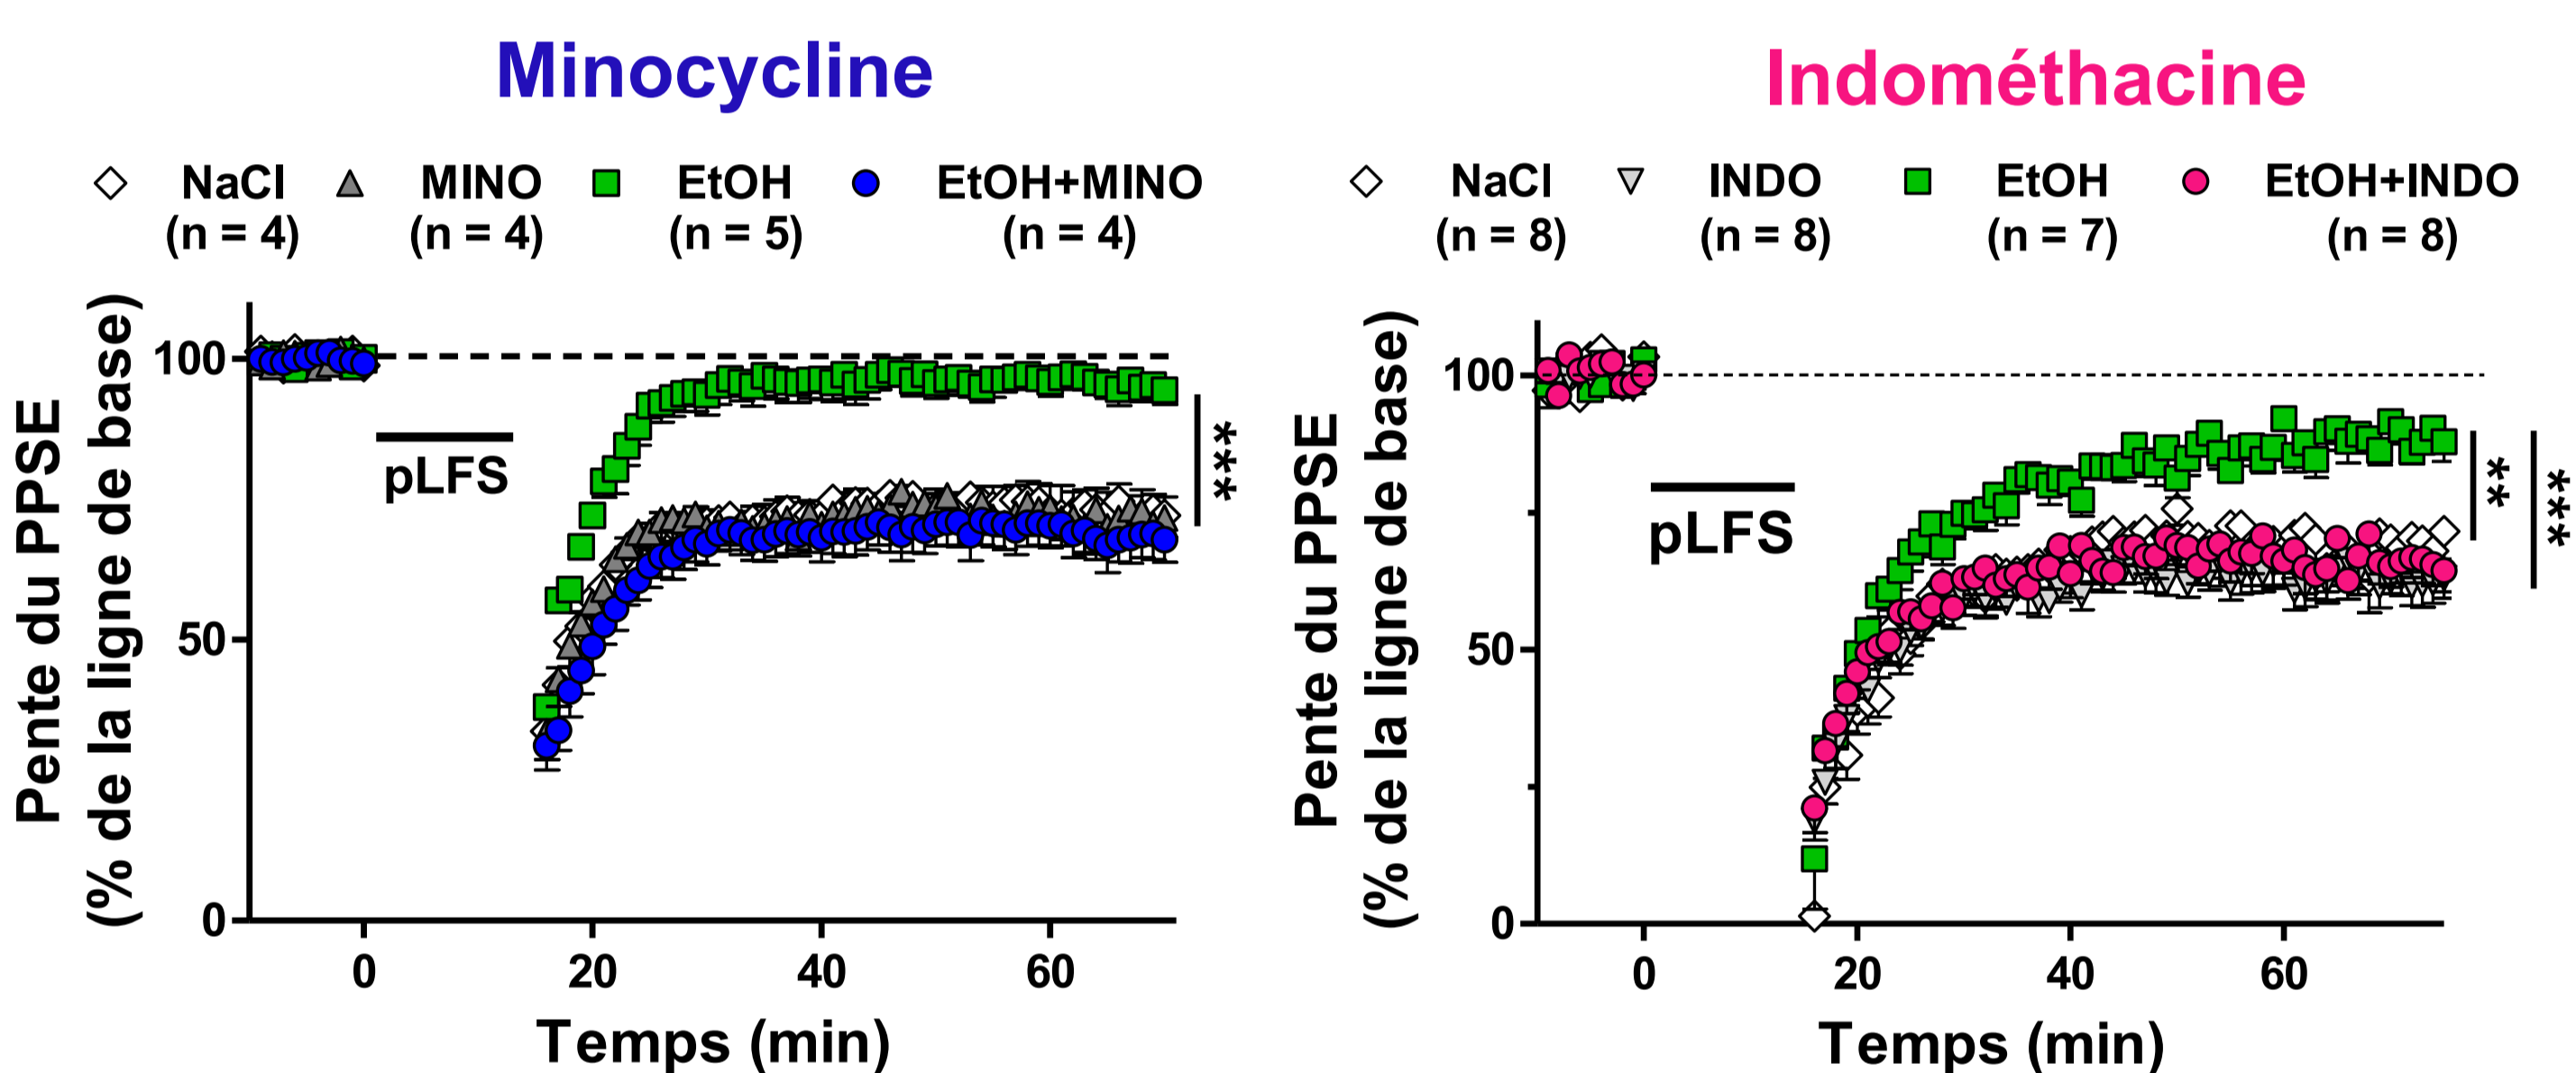 Minocycline
NaCl MINO EtOH EtOH+MINO
(n = 4) (n = 4) (n = 5) (n = 4)
Pente du PPSE
(% de la ligne de base)
100
50
0
pLFS
***
0 20 40 60
Temps (min)
Indométhacine
NaCl INDO EtOH EtOH+INDO
(n = 8) (n = 8) (n = 7) (n = 8)
Pente du PPSE
(% de la ligne de base)
100
50
0
pLFS
**
***
0 20 40 60
Temps (min)